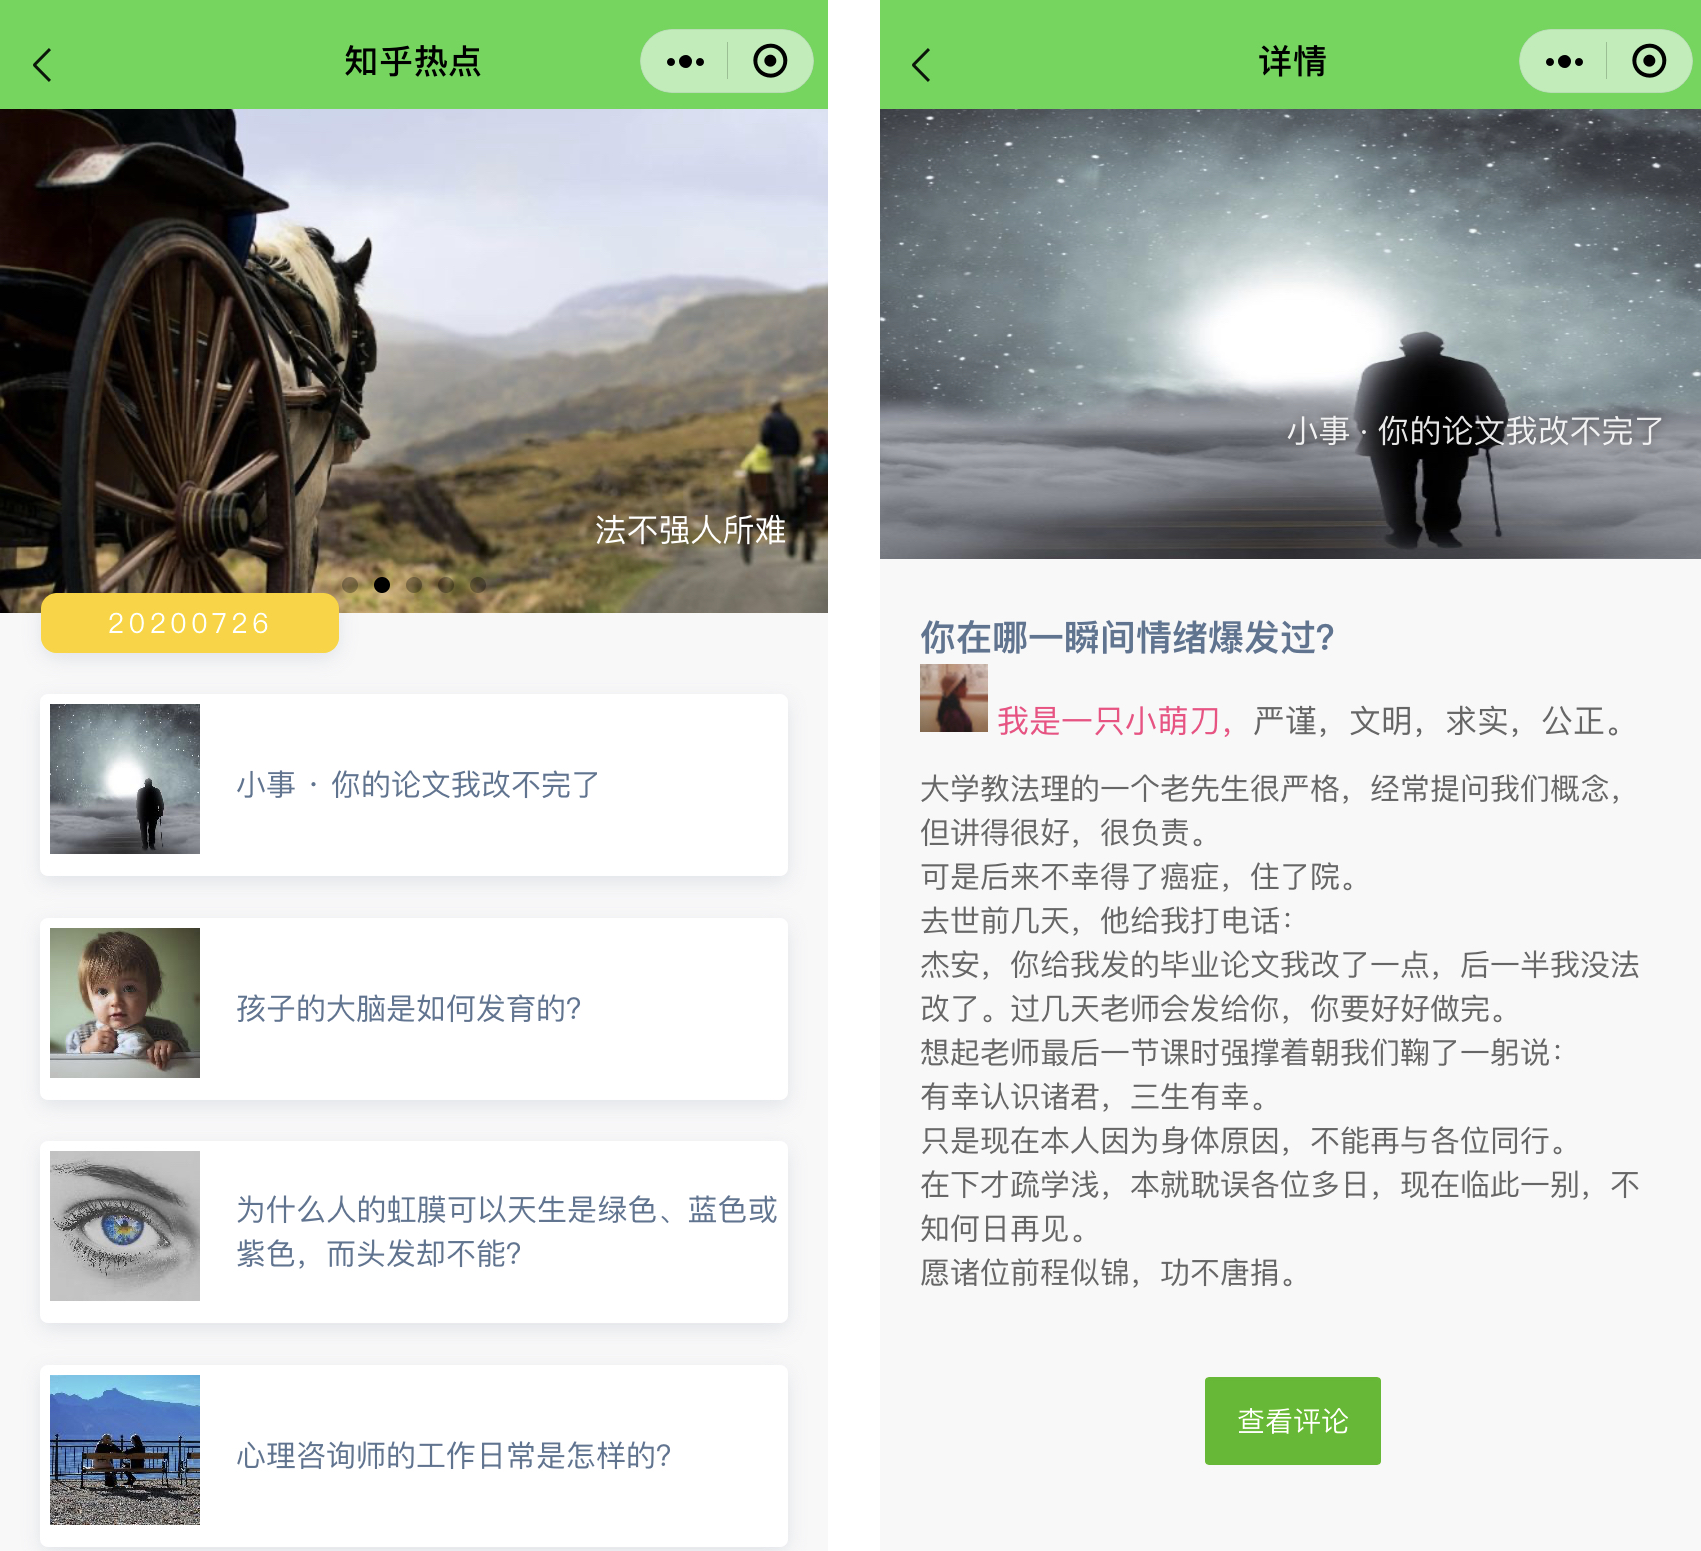 知乎热点
法不强人所难
20200726
小事 · 你的论文我改不完了
孩子的大脑是如何发育的?
为什么人的虹膜可以天生是绿色、蓝色或
紫色，而头发却不能?
心理咨询师的工作日常是怎样的?
详情
小事 · 你的论文我改不完了
你在哪一瞬间情绪爆发过?
我是一只小萌刀，严谨，文明，求实，公正。
大学教法理的一个老先生很严格，经常提问我们概念，
但讲得很好，很负责。
可是后来不幸得了癌症，住了院。
去世前几天，他给我打电话：
杰安，你给我发的毕业论文我改了一点，后一半我没法
改了。过几天老师会发给你，你要好好做完。
想起老师最后一节课时强撑着朝我们鞠了一躬说：
有幸认识诸君，三生有幸。
只是现在本人因为身体原因，不能再与各位同行。
在下才疏学浅，本就耽误各位多日，现在临此一别，不
知何日再见。
愿诸位前程似锦，功不唐捐。
查看评论